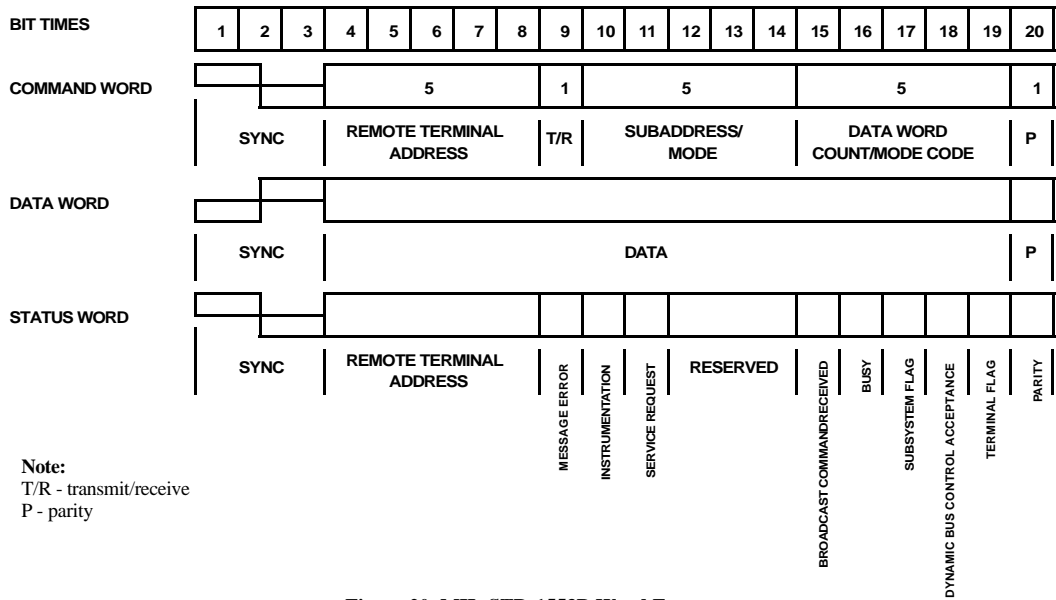 BIT TIMES 1 2 3 4 5 6 7 8 9 10 11 12 13 14 15 16 17 18 19 20
COMMAND WORD 5 1 5 5 1
SYNC REMOTE TERMINAL ADDRESS T/R SUBADDRESS/ MODE DATA WORD COUNT/MODE CODE P
DATA WORD
SYNC DATA P
STATUS WORD
SYNC REMOTE TERMINAL ADDRESS MESSAGE ERROR INSTRUMENTATION SERVICE REQUEST RESERVED BROADCAST COMMANDRECEIVED BUSY SUBSYSTEM FLAG DYNAMIC BUS CONTROL ACCEPTANCE TERMINAL FLAG PARITY
Note:
T/R - transmit/receive
P - parity